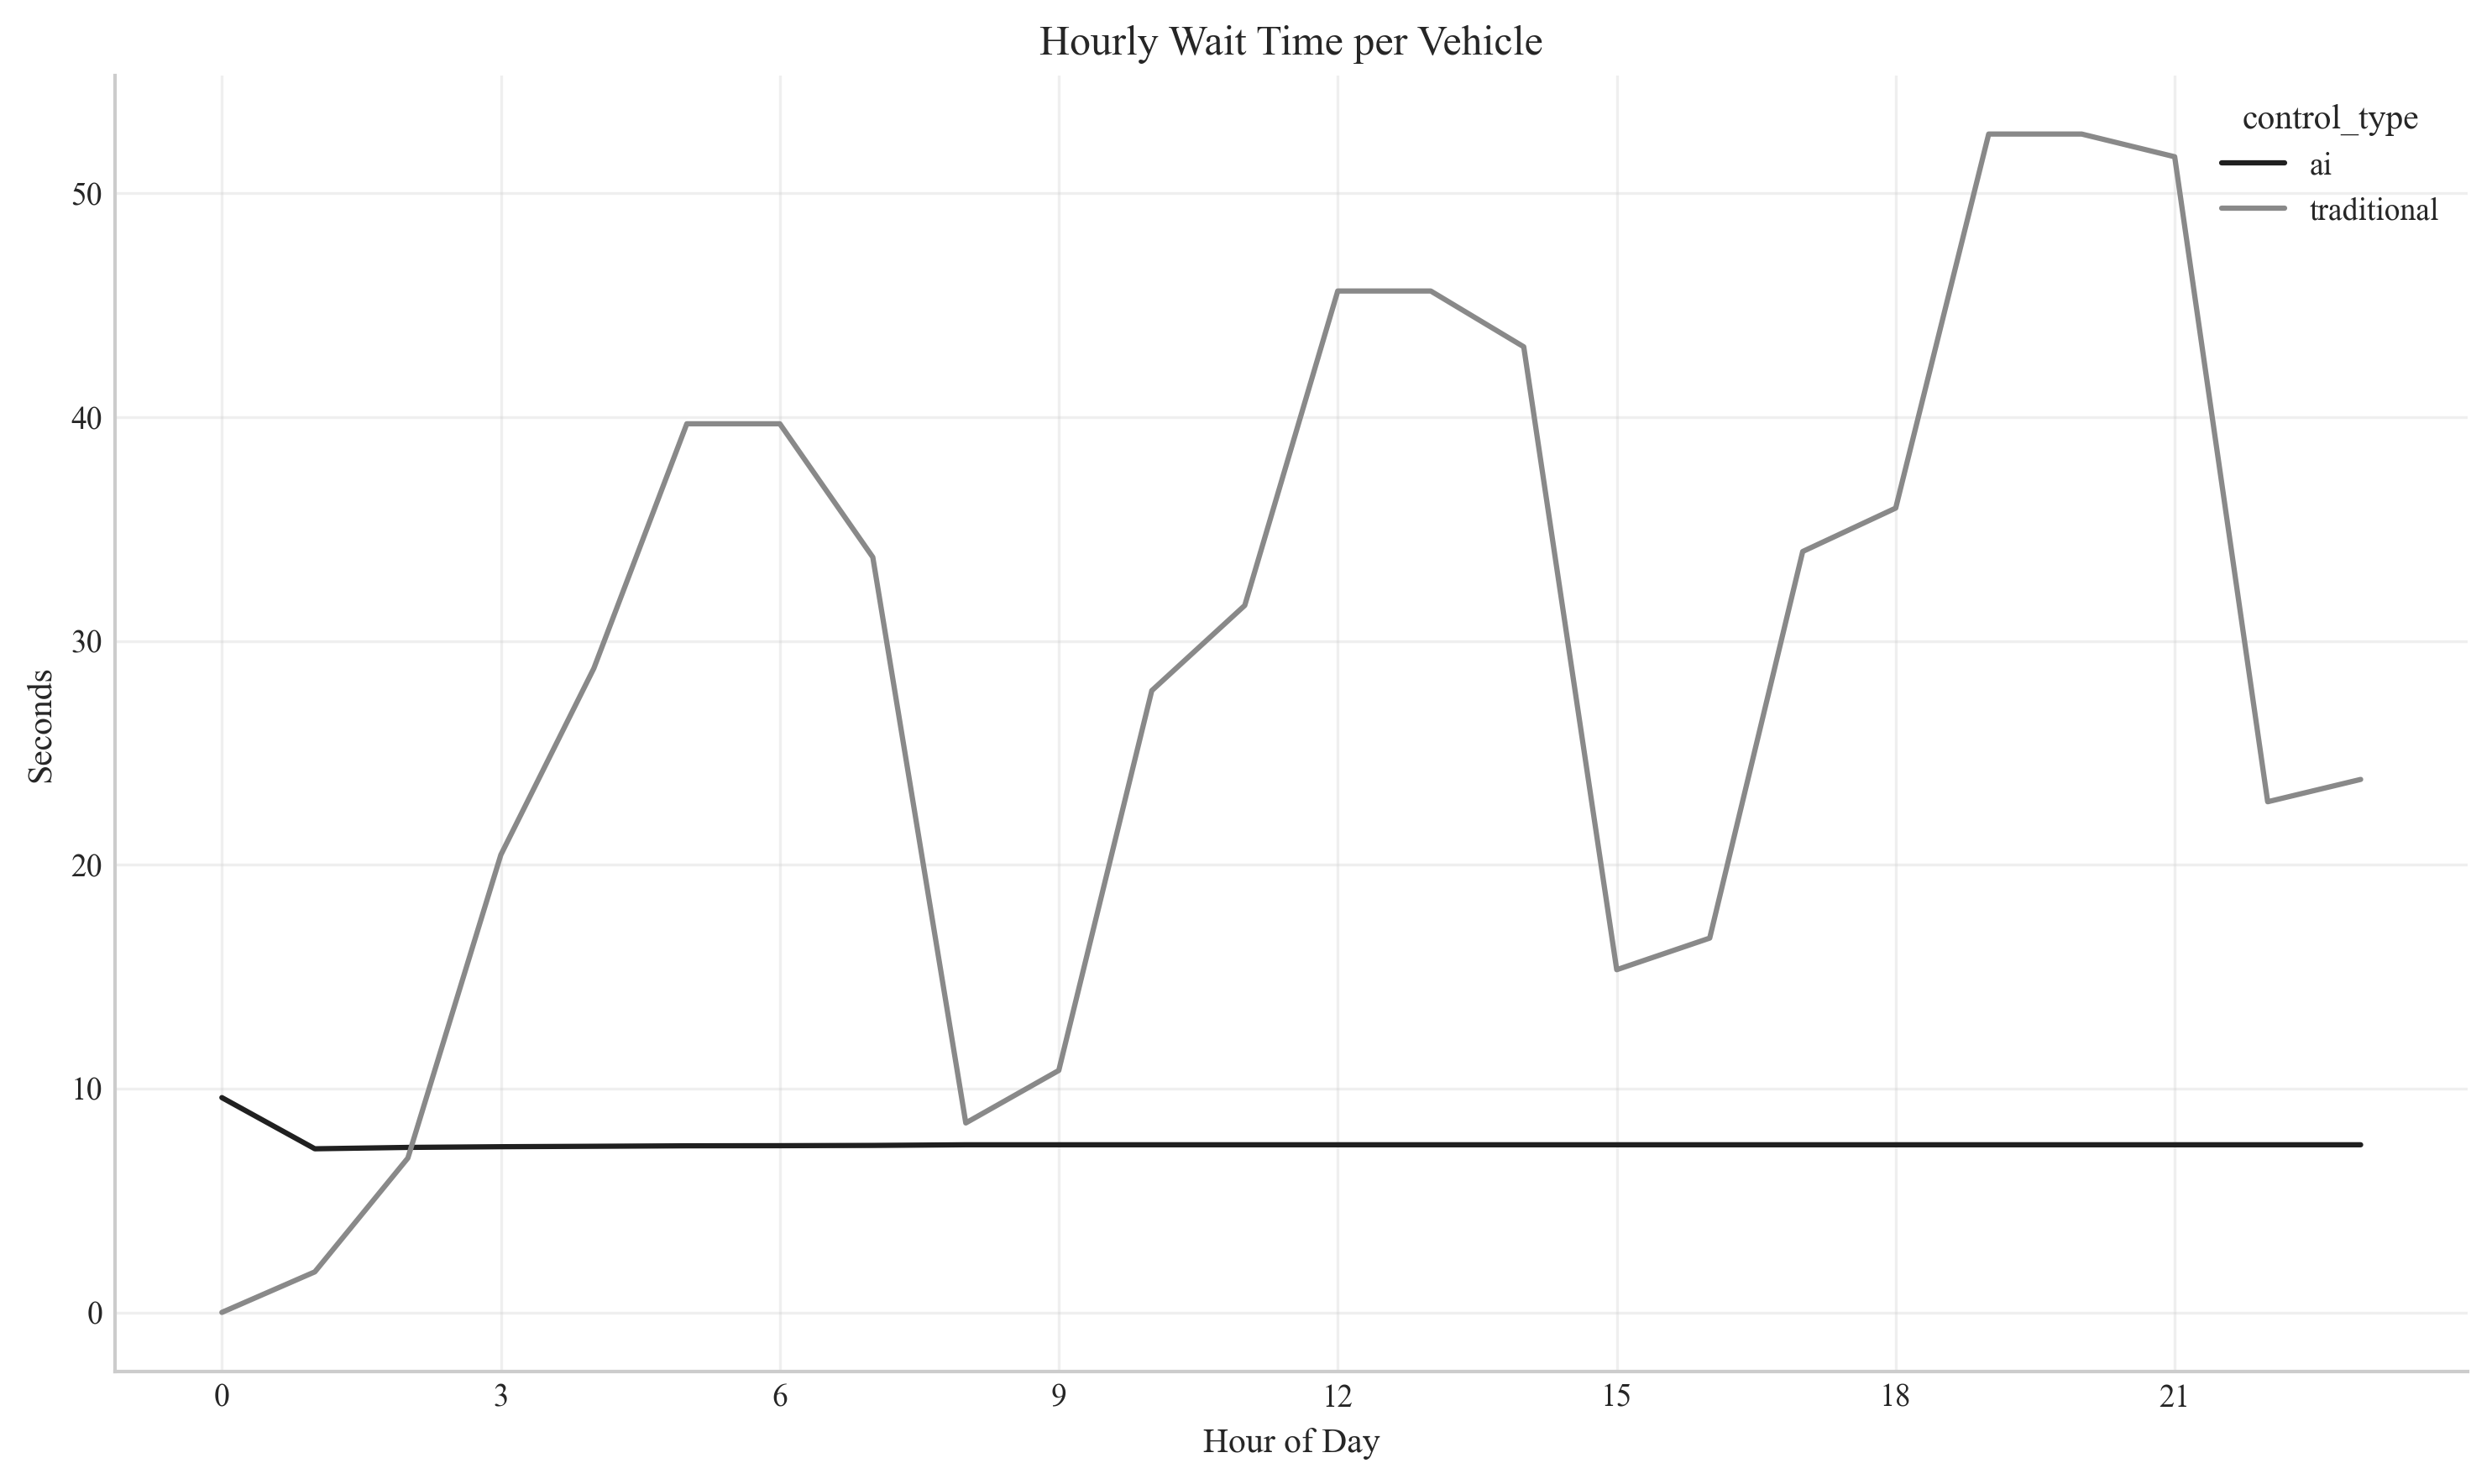 Hourly Wait Time per Vehicle
control_type
ai
traditional
50
40
30
20
10
0
Seconds
0 3 6 9 12 15 18 21
Hour of Day